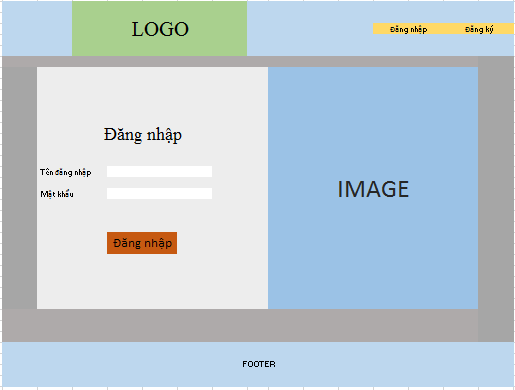 LOGO
Đăng nhập
Đăng ký
Đăng nhập
Tên đăng nhập
Mật khẩu
Đăng nhập
IMAGE
FOOTER